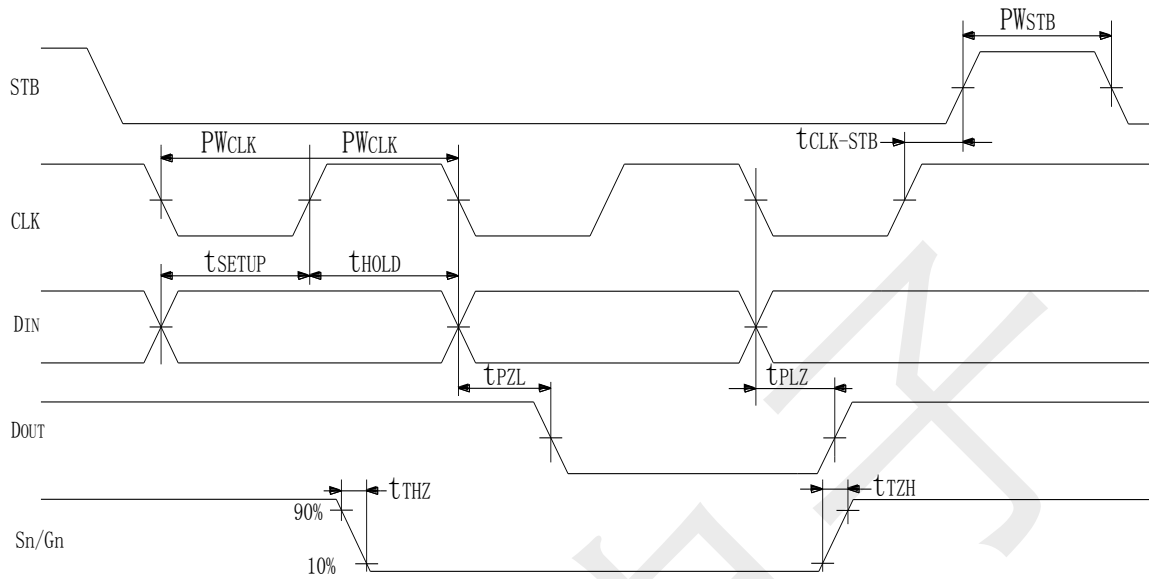 PWSTB
STB
PWCLK PWCLK
tCLK-STB
CLK
tSETUP tHOLD
DIN
tPZL tPLZ
DOUT
tTHZ tTZH
90%
Sn/Gn
10%